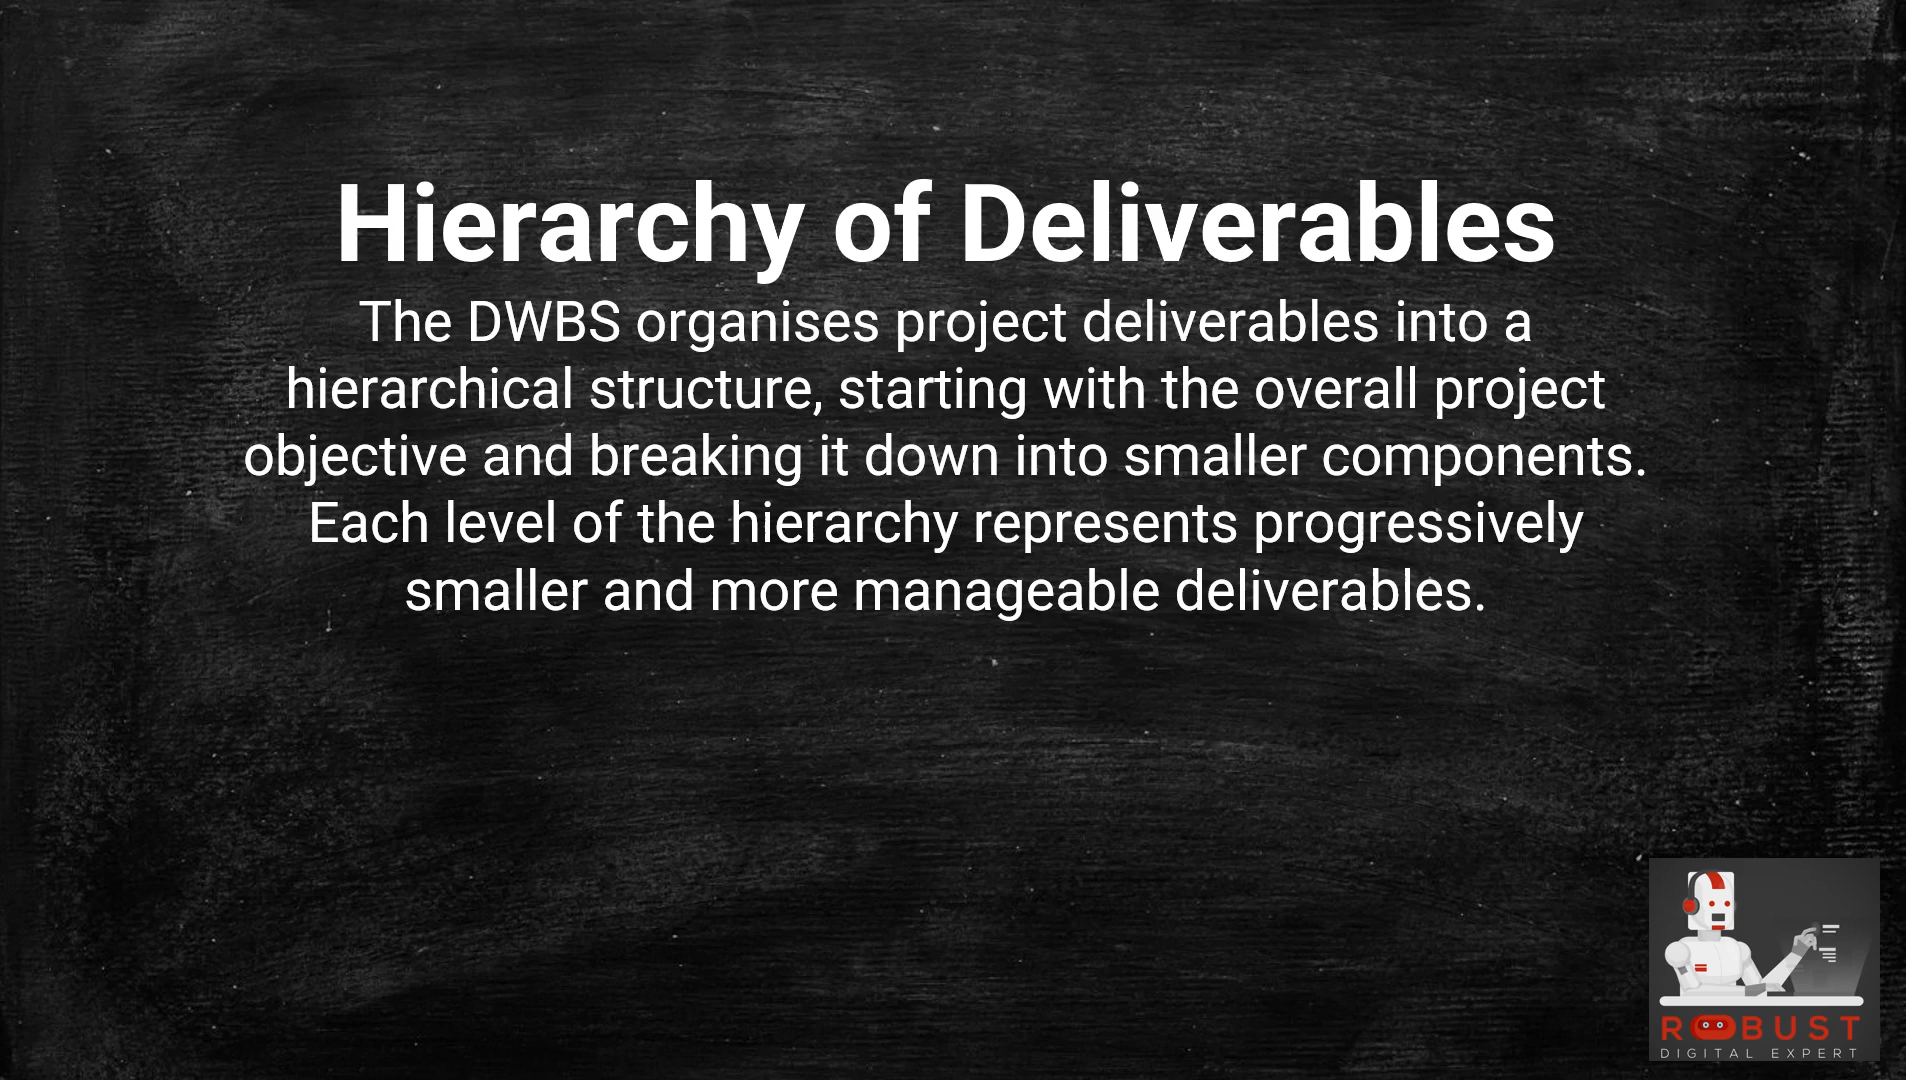 Hierarchy of Deliverables
The DWBS organises project deliverables into a
hierarchical structure, starting with the overall project
objective and breaking it down into smaller components.
Each level of the hierarchy represents progressively
smaller and more manageable deliverables.
ROBUST
DIGITAL EXPERT